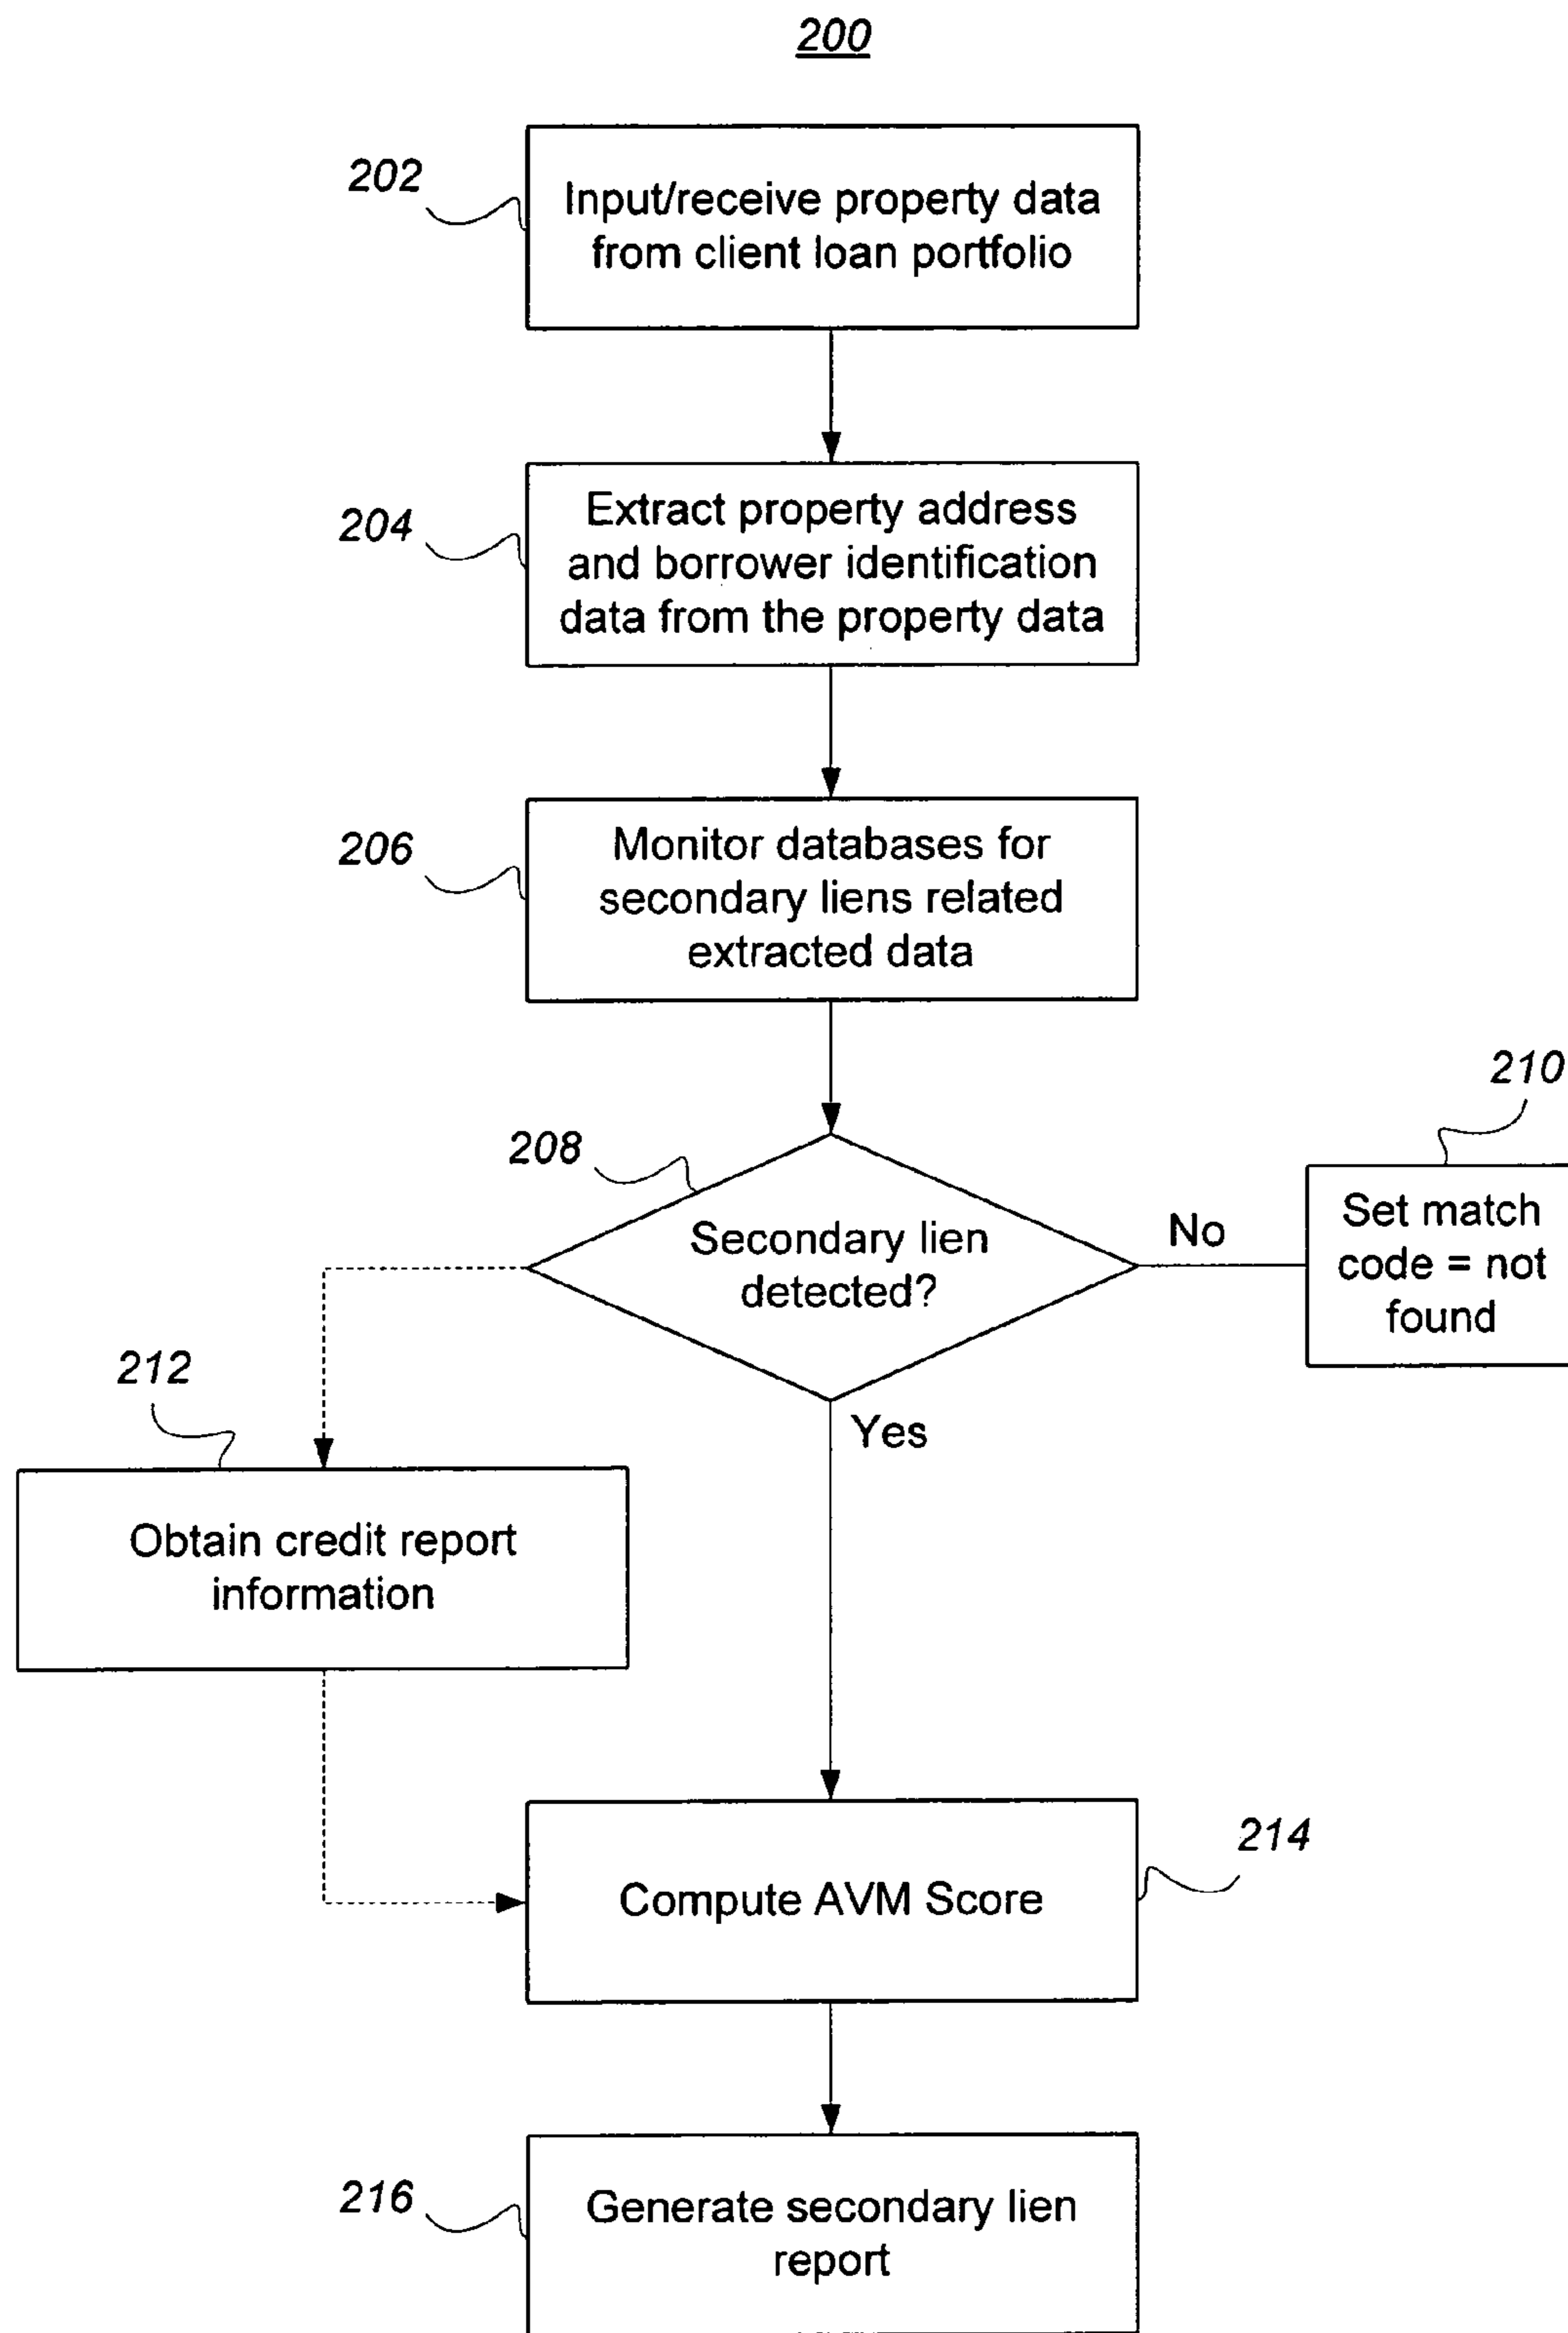 200
202
Input/receive property data
from client loan portfolio
204
Extract property address
and borrower identification
data from the property data
206
Monitor databases for
secondary liens related
extracted data
208
Secondary lien
detected?
No
210
Set match
code = not
found
Yes
212
Obtain credit report
information
Compute AVM Score
214
216
Generate secondary lien
report